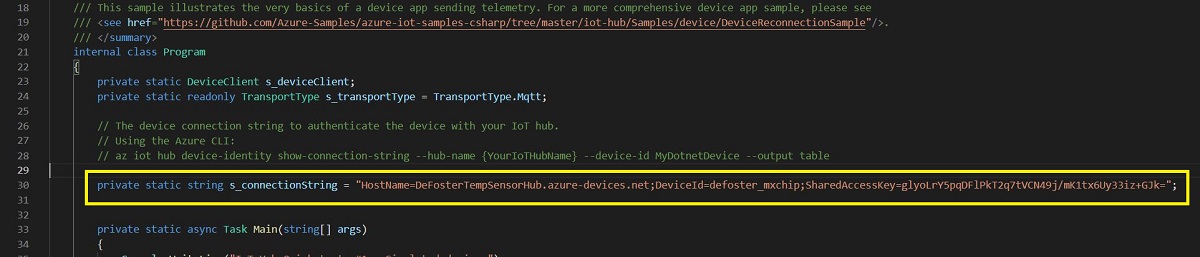 18 /// This sample illustrates the very basics of a device app sending telemetry. For a more comprehensive device app sample, please see
19 /// <see href="https://github.com/Azure-Samples/azure-iot-samples-csharp/tree/master/iot-hub/Samples/device/DeviceReconnectionSample"/>.
20 /// </summary>
21 internal class Program
22 {
23 private static DeviceClient s_deviceClient;
24 private static readonly TransportType s_transportType = TransportType.Mqtt;
25
26 // The device connection string to authenticate the device with your IoT hub.
27 // Using the Azure CLI:
28 // az iot hub device-identity show-connection-string --hub-name {YourIoTHubName} --device-id MyDotnetDevice --output table
29
30 private static string s_connectionString = "HostName=DeFosterTempSensorHub.azure-devices.net;DeviceId=defoster_mxchip;SharedAccessKey=glyoLrY5pqDFlPkT2q7tVCN49j/mK1tx6Uy33iz+GJk=";
31
32
33 private static async Task Main(string[] args)
34 {